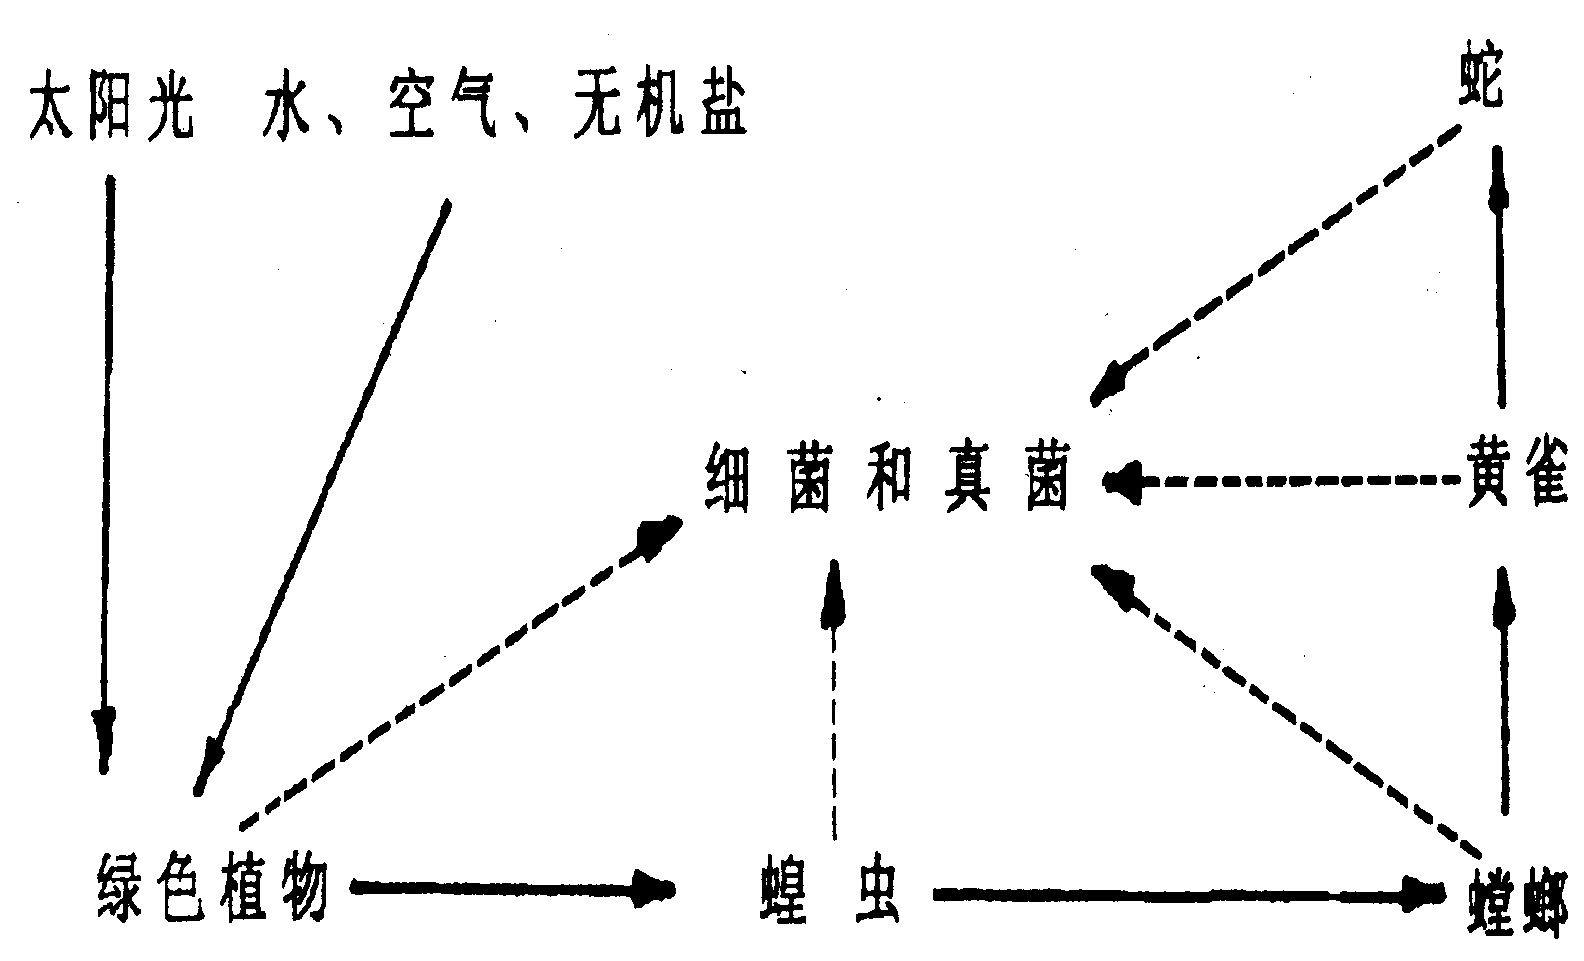 太阳光 水、空气、无机盐
蛇
细菌和真菌
黄雀
绿色植物
蝗虫
螳螂